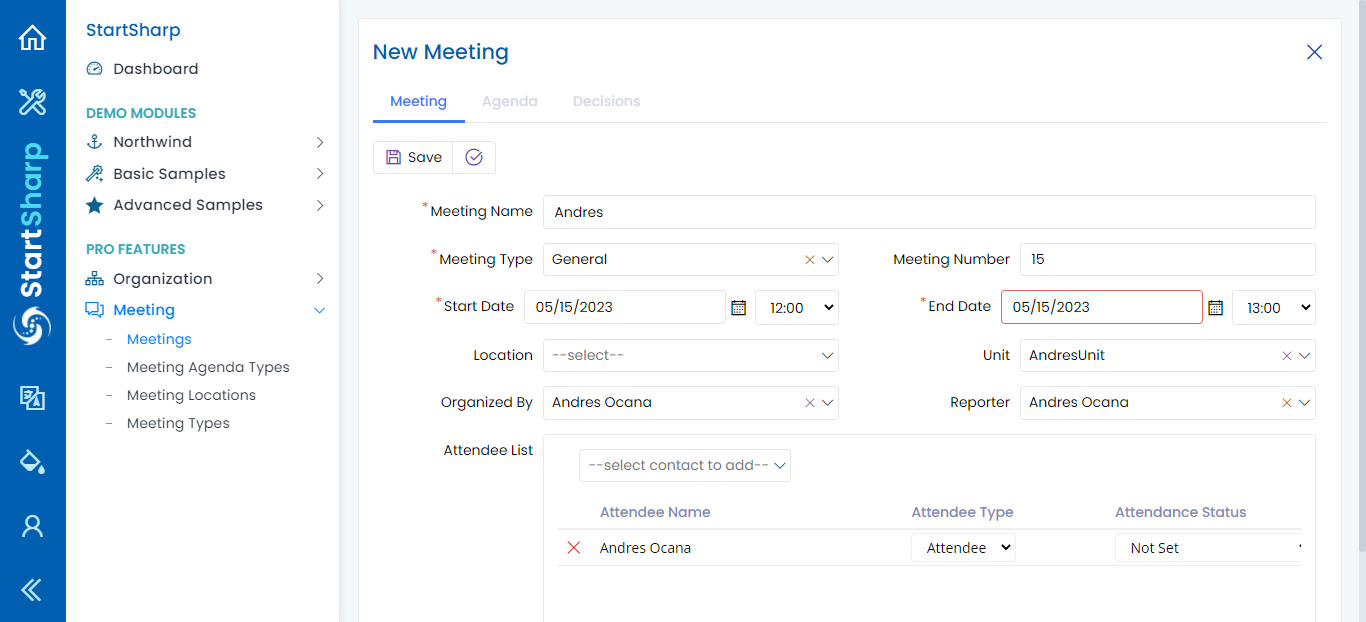 StartSharp
StartSharp
Dashboard
DEMO MODULES
Northwind
Basic Samples
Advanced Samples
PRO FEATURES
Organization
Meeting
Meetings
Meeting Agenda Types
Meeting Locations
Meeting Types
New Meeting
Meeting Agenda Decisions
Save
*Meeting Name Andres
*Meeting Type General Meeting Number 15
*Start Date 05/15/2023 12:00 *End Date 05/15/2023 13:00
Location --select-- Unit AndresUnit
Organized By Andres Ocana Reporter Andres Ocana
Attendee List
--select contact to add--
Attendee Name Attendee Type Attendance Status
Andres Ocana Attendee Not Set